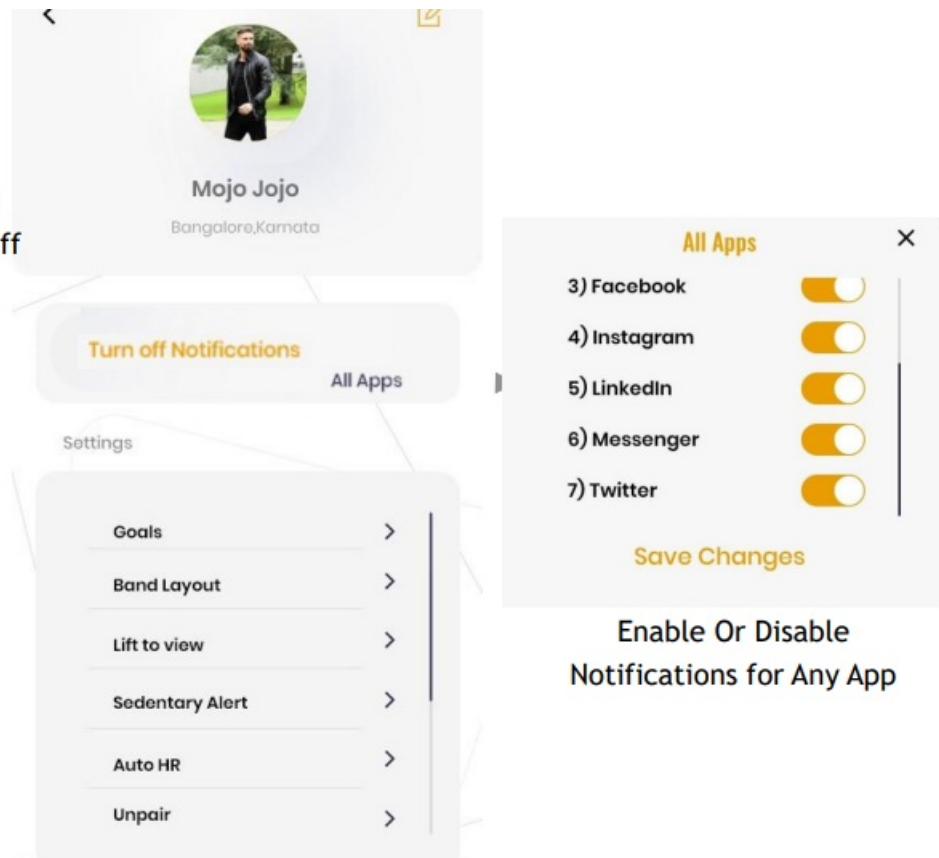 Mojo Jojo
Bangalore,Karnata
ff
Turn off Notifications
All Apps
Settings
Goals
Band Layout
Lift to view
Sedentary Alert
Auto HR
Unpair
All Apps
3) Facebook
4) Instagram
5) LinkedIn
6) Messenger
7) Twitter
Save Changes
Enable Or Disable
Notifications for Any App